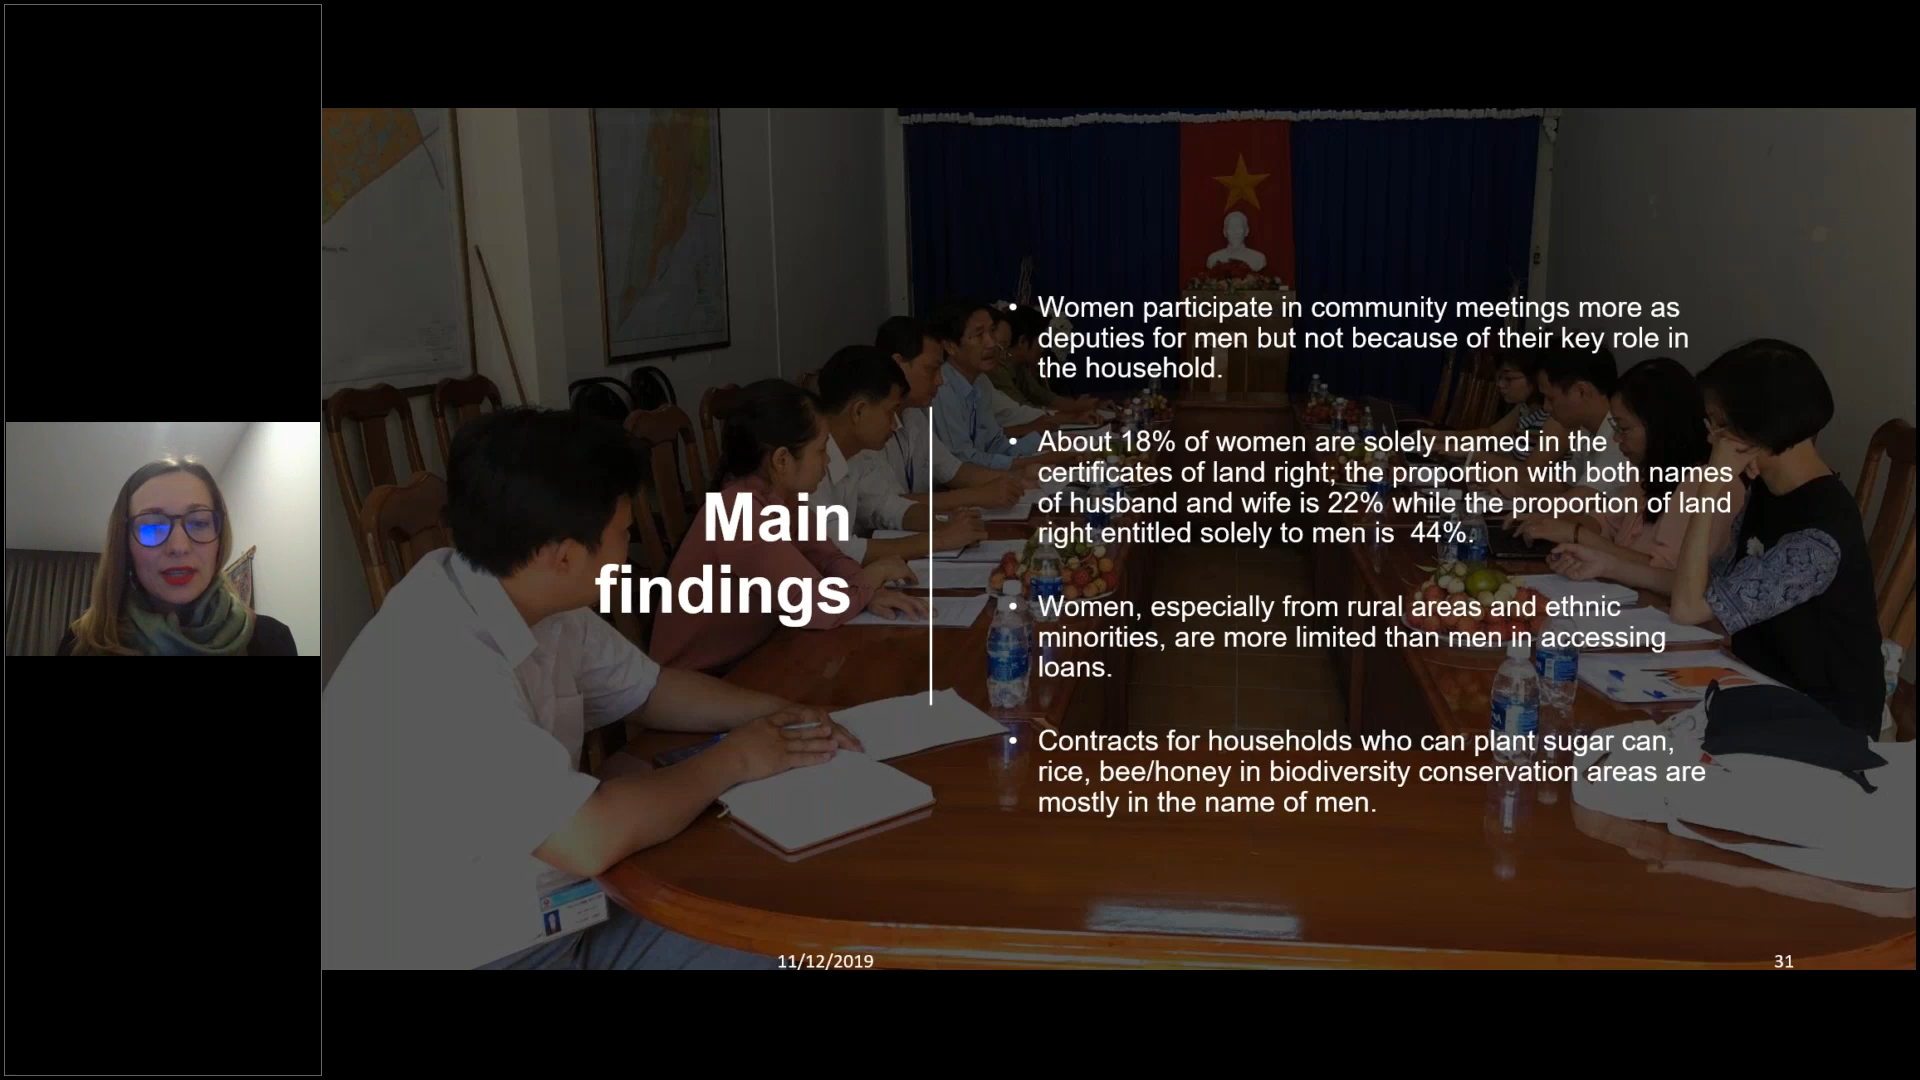 Main
findings
• Women participate in community meetings more as
deputies for men but not because of their key role in
the household.
• About 18% of women are solely named in the
certificates of land right; the proportion with both names
of husband and wife is 22% while the proportion of land
right entitled solely to men is  44%.
• Women, especially from rural areas and ethnic
minorities, are more limited than men in accessing
loans.
• Contracts for households who can plant sugar can,
rice, bee/honey in biodiversity conservation areas are
mostly in the name of men.
11/12/2019
31